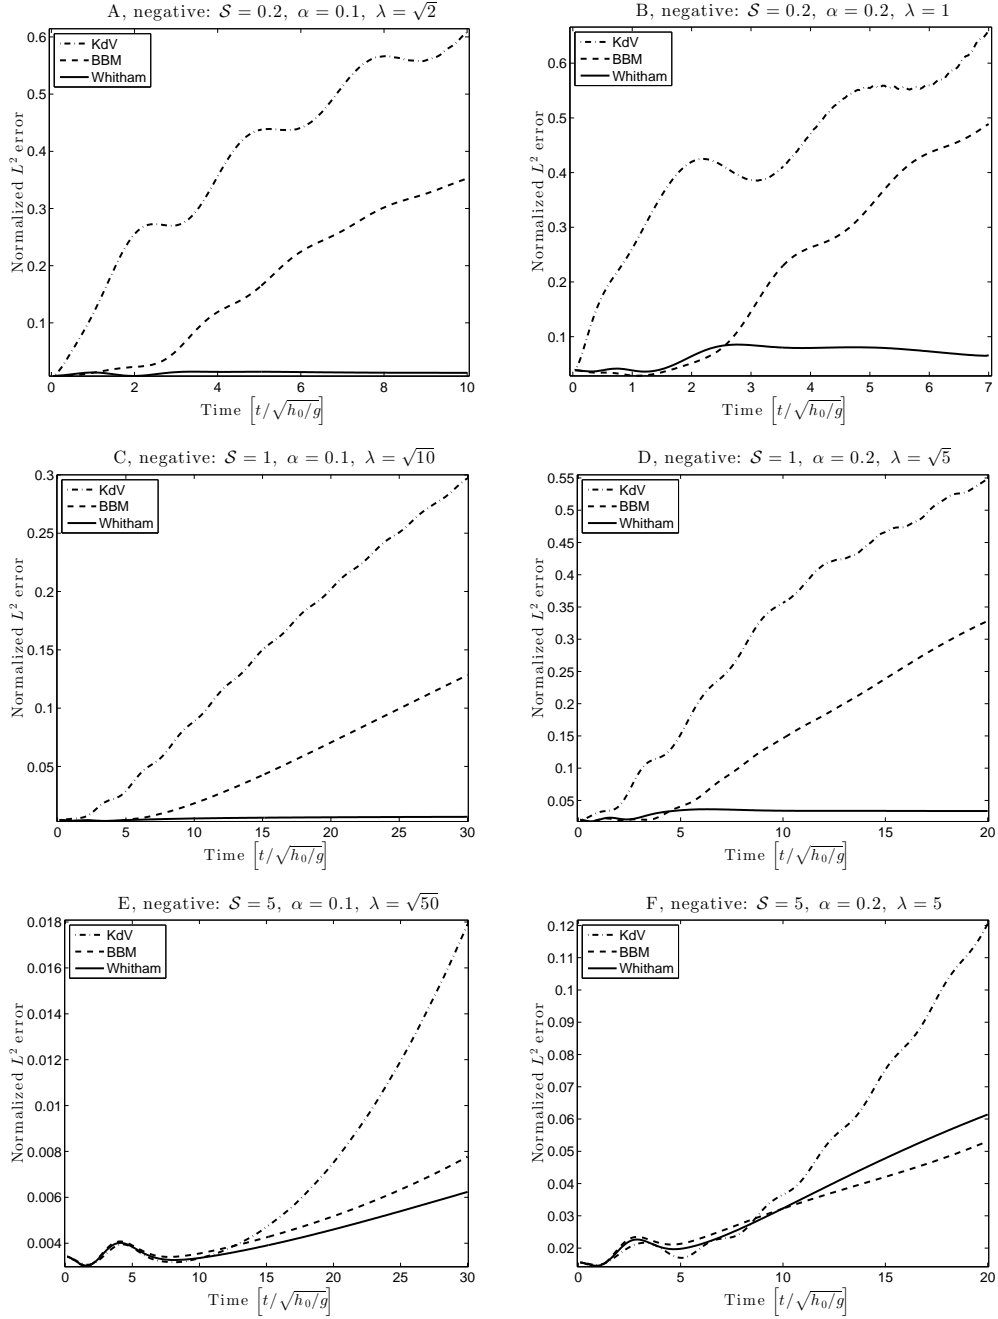 A, negative: S = 0.2, α = 0.1, λ = √2
KdV
BBM
Whitham
0.6
0.5
0.4
0.3
0.2
0.1
Normalized L² error
0 2 4 6 8 10
Time [t/√h₀/g]
B, negative: S = 0.2, α = 0.2, λ = 1
KdV
BBM
Whitham
0.6
0.5
0.4
0.3
0.2
0.1
Normalized L² error
0 1 2 3 4 5 6 7
Time [t/√h₀/g]
C, negative: S = 1, α = 0.1, λ = √10
KdV
BBM
Whitham
0.3
0.25
0.2
0.15
0.1
0.05
Normalized L² error
0 5 10 15 20 25 30
Time [t/√h₀/g]
D, negative: S = 1, α = 0.2, λ = √5
KdV
BBM
Whitham
0.55
0.5
0.45
0.4
0.35
0.3
0.25
0.2
0.15
0.1
0.05
Normalized L² error
0 5 10 15 20
Time [t/√h₀/g]
E, negative: S = 5, α = 0.1, λ = √50
KdV
BBM
Whitham
0.018
0.016
0.014
0.012
0.01
0.008
0.006
0.004
Normalized L² error
0 5 10 15 20 25 30
Time [t/√h₀/g]
F, negative: S = 5, α = 0.2, λ = 5
KdV
BBM
Whitham
0.12
0.11
0.1
0.09
0.08
0.07
0.06
0.05
0.04
0.03
0.02
Normalized L² error
0 5 10 15 20
Time [t/√h₀/g]